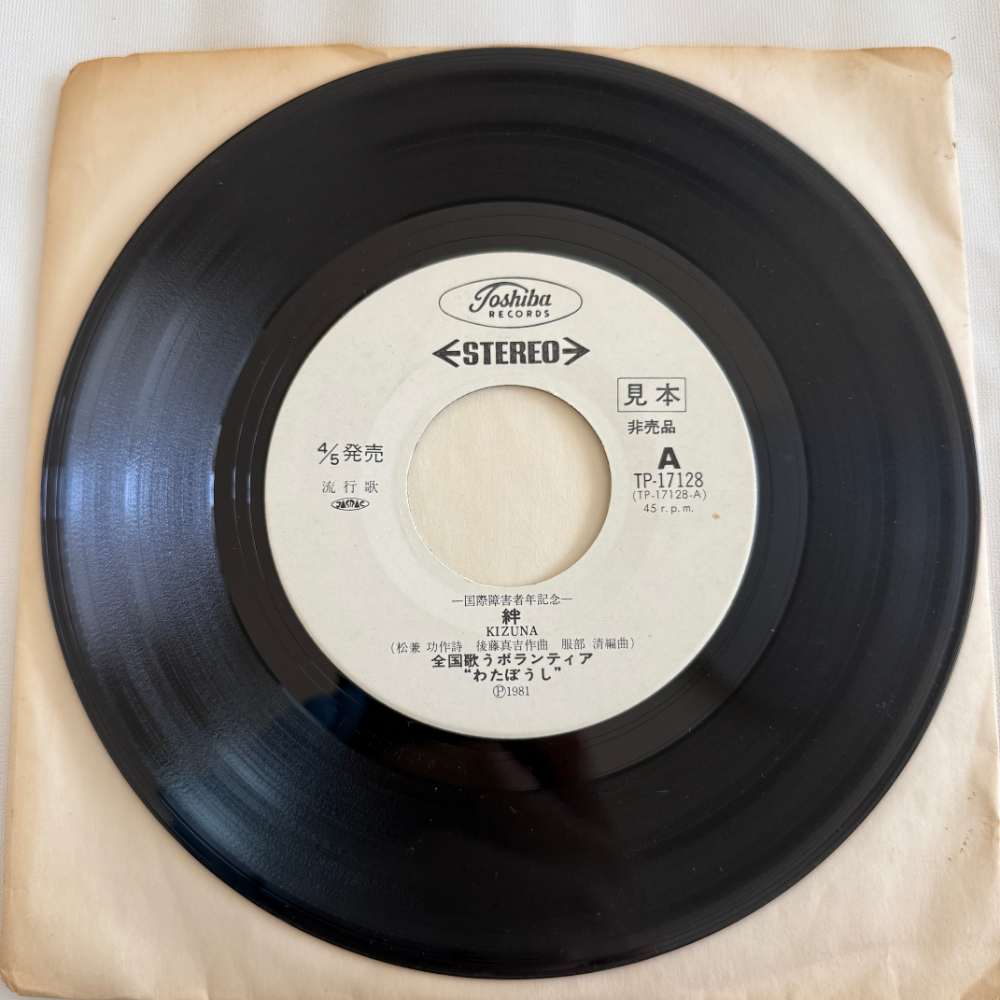 Toshiba
RECORDS
STEREO
見本
非売品
A
TP-17128
(TP-17128-A)
45 r.p.m.
4/5発売
流行歌
JASRAC
—国際障害者年記念—
絆
KIZUNA
(松兼 功作詩 後藤真吉作曲 服部 清編曲)
全国歌うボランティア
"わたぼうし"
Ⓟ1981